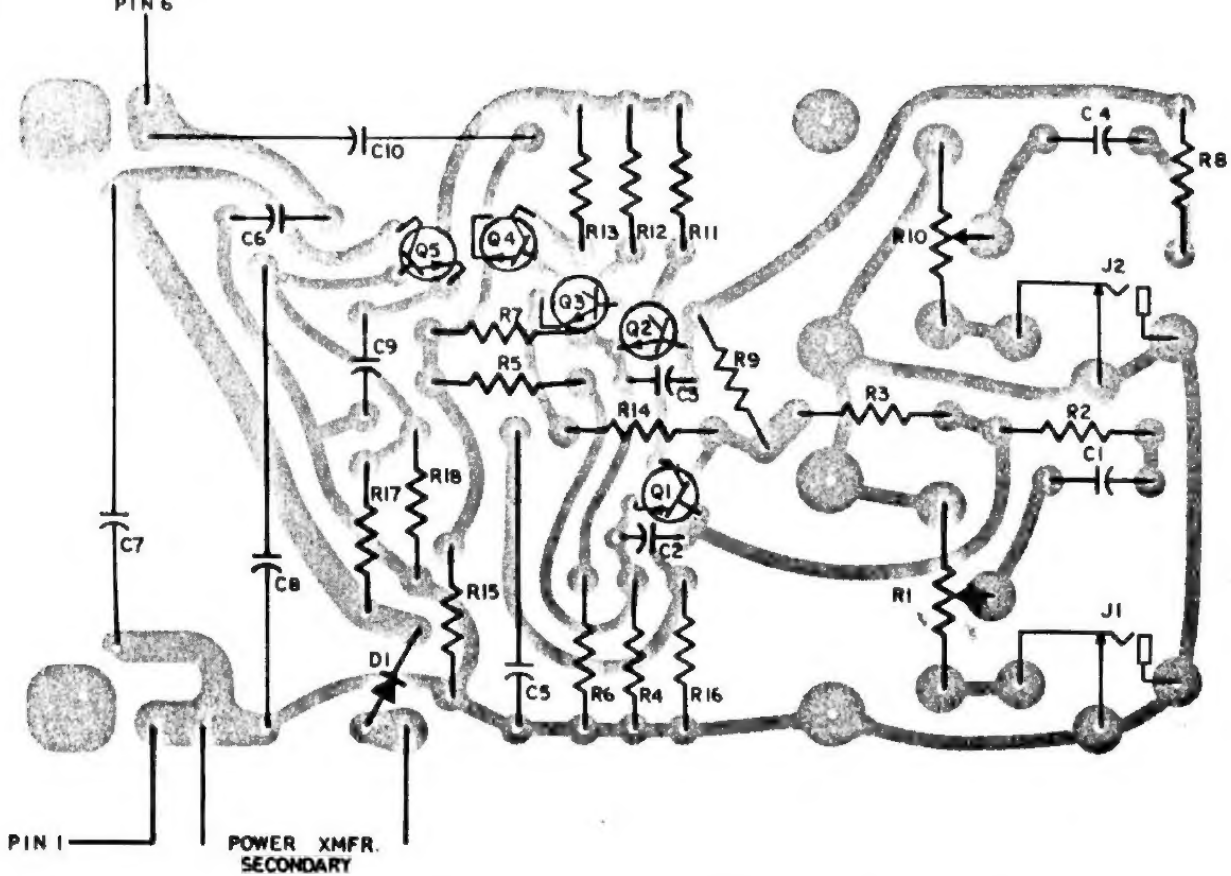 PIN 6
C10
C4
R8
R13
R12
R11
C6
Q5
Q4
R10
J2
Q3
R7
Q2
C9
R9
R5
C3
R3
R14
R2
C1
R18
R17
Q1
C7
C2
C8
R15
R1
J1
D1
C5
R6
R4
R16
PIN 1
POWER XMFR.
SECONDARY